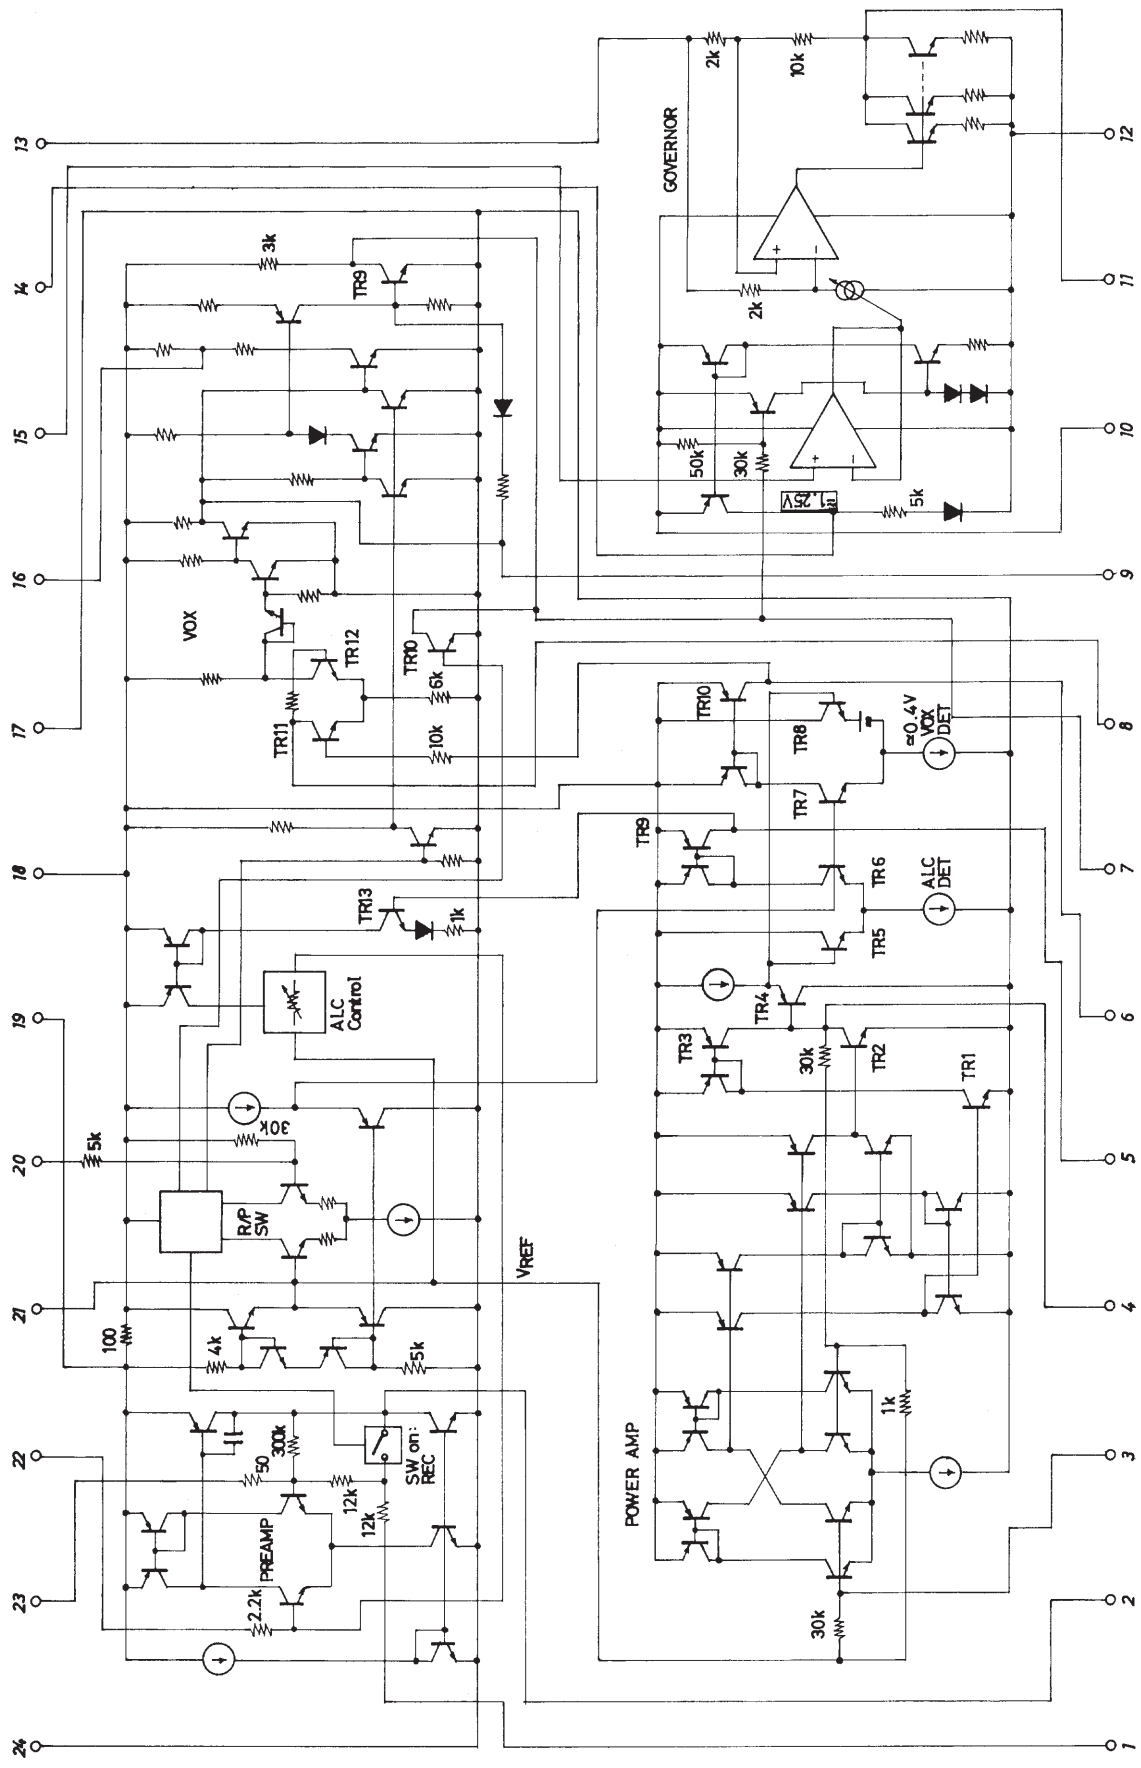 24
23
22
21
20
19
18
17
16
15
14
13
2.2k
PREAMP
50
300k
12k
12k
SW on:
REC
100
4k
5k
VREF
R/P
SW
5k
30k
ALC
Control
TR13
1k
TR11
TR12
10k
6k
TR10
VOX
TR9
3k
GOVERNOR
2k
10k
2k
50k
30k
≈1.25V
5k
POWER AMP
30k
1k
TR3
30k
TR4
TR2
TR1
TR5
TR6
TR9
ALC
DET
TR7
TR8
TR10
≈0.4V
VOX
DET
+
−
+
−
1
2
3
4
5
6
7
8
9
10
11
12